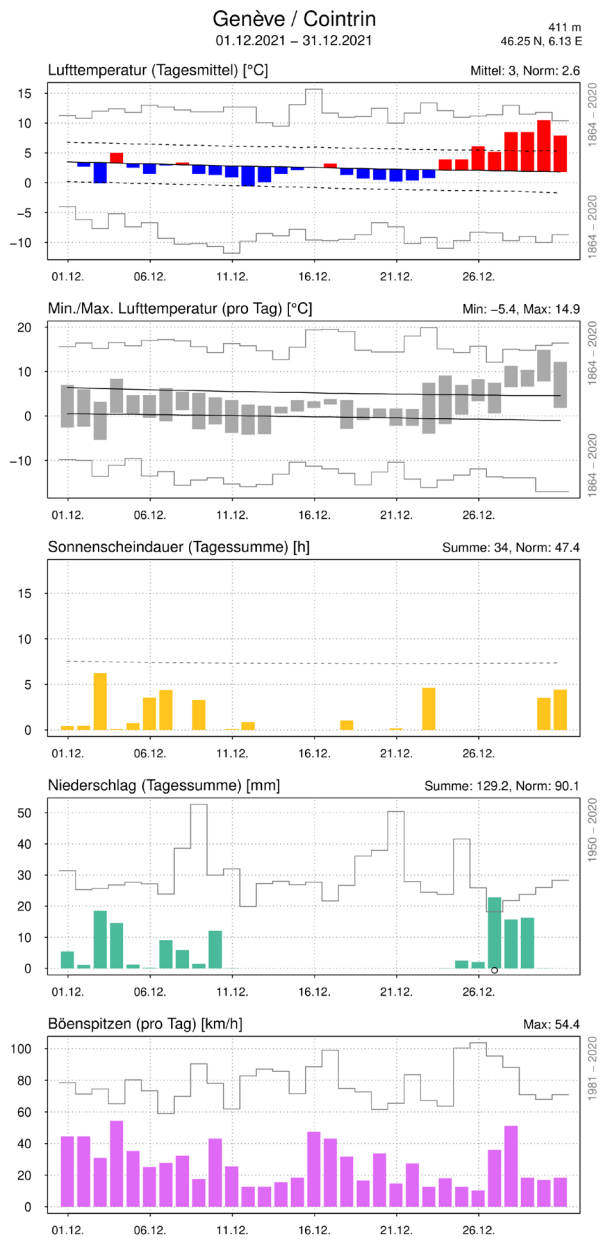 Genève / Cointrin
01.12.2021 – 31.12.2021
411 m
46.25 N, 6.13 E
Lufttemperatur (Tagesmittel) [°C]
Mittel: 3, Norm: 2.6
15
10
5
0
−5
−10
1864 – 2020
1864 – 2020
01.12.
06.12.
11.12.
16.12.
21.12.
26.12.
Min./Max. Lufttemperatur (pro Tag) [°C]
Min: −5.4, Max: 14.9
20
10
0
−10
1864 – 2020
1864 – 2020
01.12.
06.12.
11.12.
16.12.
21.12.
26.12.
Sonnenscheindauer (Tagessumme) [h]
Summe: 34, Norm: 47.4
15
10
5
0
01.12.
06.12.
11.12.
16.12.
21.12.
26.12.
Niederschlag (Tagessumme) [mm]
Summe: 129.2, Norm: 90.1
50
40
30
20
10
0
1950 – 2020
01.12.
06.12.
11.12.
16.12.
21.12.
26.12.
Böenspitzen (pro Tag) [km/h]
Max: 54.4
100
80
60
40
20
0
1981 – 2020
01.12.
06.12.
11.12.
16.12.
21.12.
26.12.